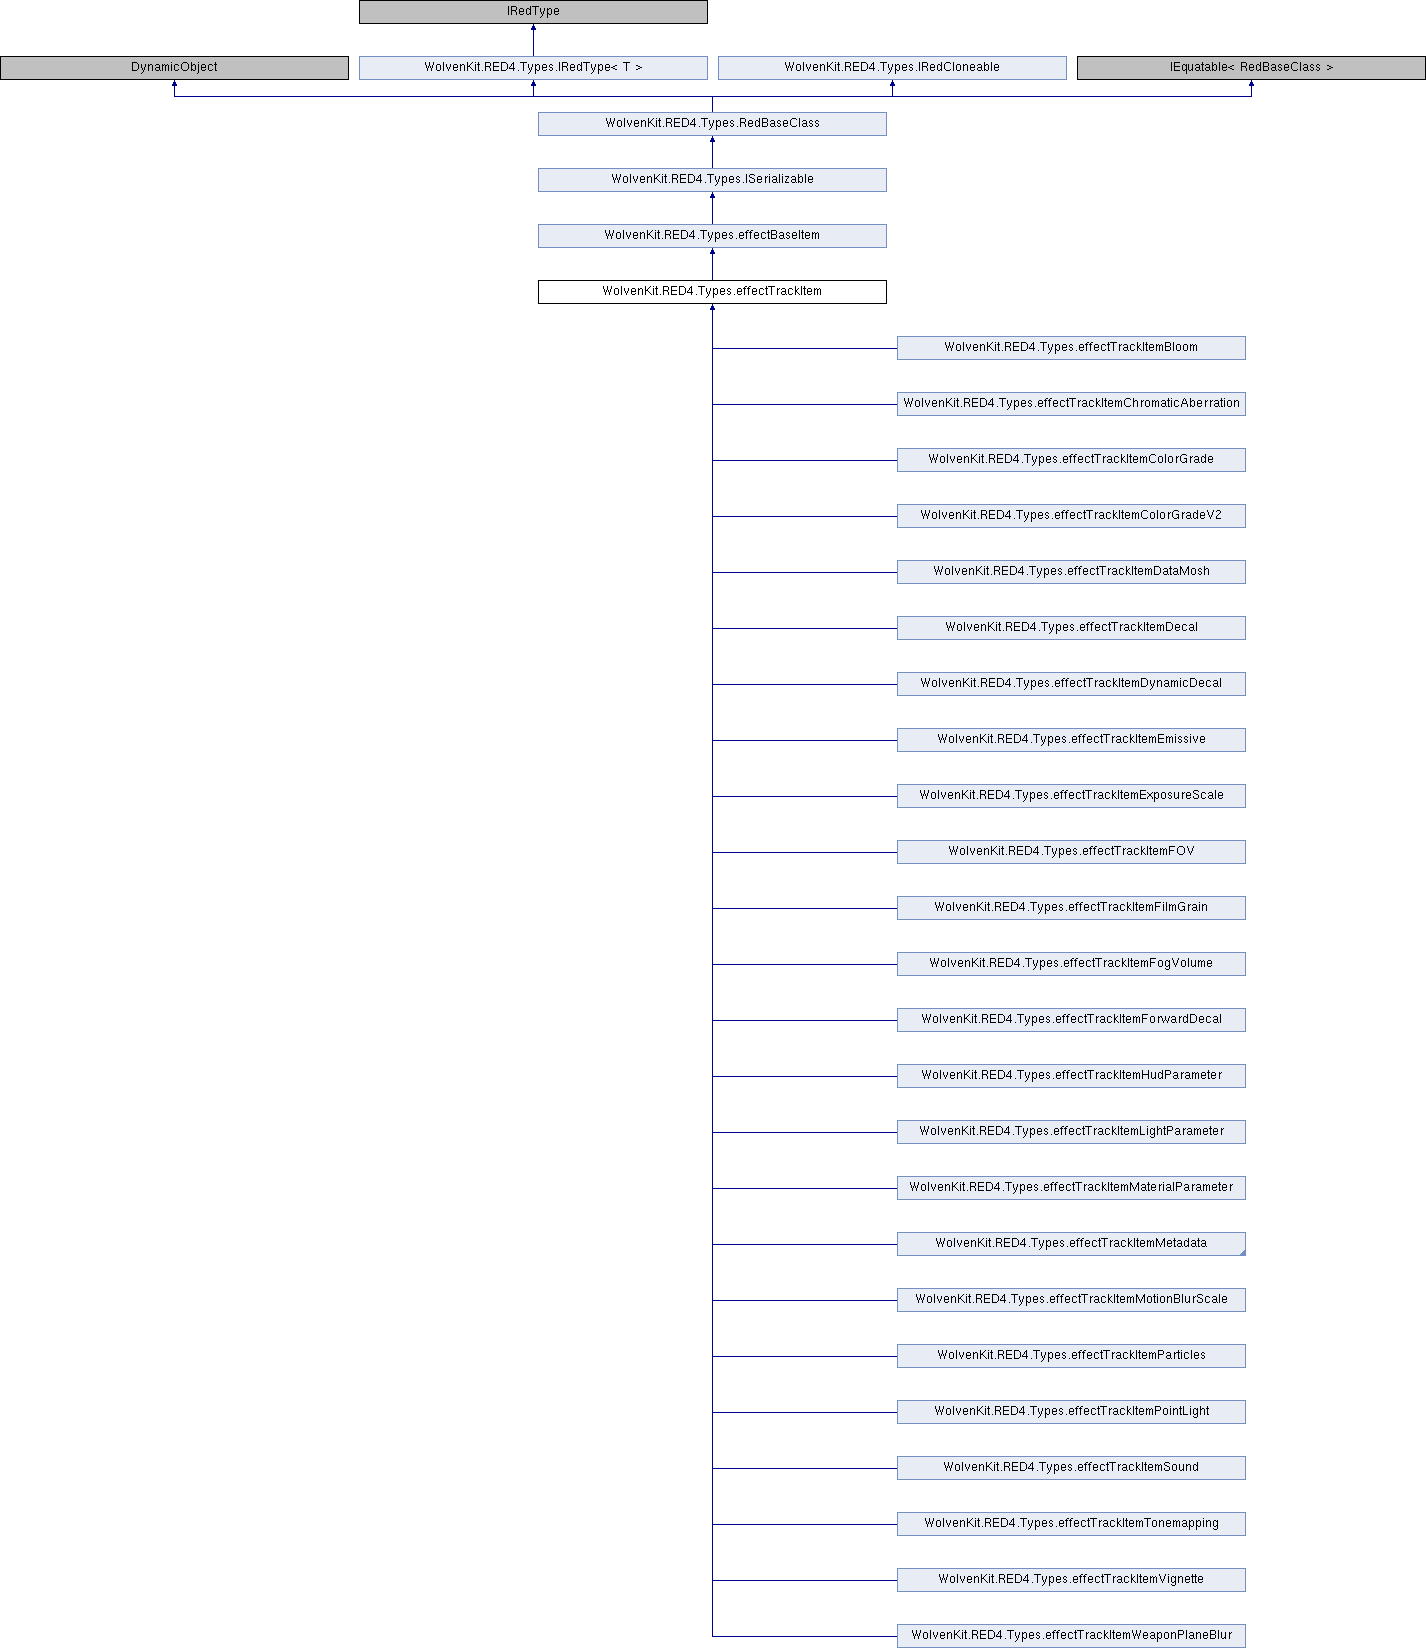 IRedType
DynamicObject
WolvenKit.RED4.Types.IRedType< T >
WolvenKit.RED4.Types.IRedCloneable
IEquatable< RedBaseClass >
WolvenKit.RED4.Types.RedBaseClass
WolvenKit.RED4.Types.ISerializable
WolvenKit.RED4.Types.effectBaseItem
WolvenKit.RED4.Types.effectTrackItem
WolvenKit.RED4.Types.effectTrackItemBloom
WolvenKit.RED4.Types.effectTrackItemChromaticAberration
WolvenKit.RED4.Types.effectTrackItemColorGrade
WolvenKit.RED4.Types.effectTrackItemColorGradeV2
WolvenKit.RED4.Types.effectTrackItemDataMosh
WolvenKit.RED4.Types.effectTrackItemDecal
WolvenKit.RED4.Types.effectTrackItemDynamicDecal
WolvenKit.RED4.Types.effectTrackItemEmissive
WolvenKit.RED4.Types.effectTrackItemExposureScale
WolvenKit.RED4.Types.effectTrackItemFOV
WolvenKit.RED4.Types.effectTrackItemFilmGrain
WolvenKit.RED4.Types.effectTrackItemFogVolume
WolvenKit.RED4.Types.effectTrackItemForwardDecal
WolvenKit.RED4.Types.effectTrackItemHudParameter
WolvenKit.RED4.Types.effectTrackItemLightParameter
WolvenKit.RED4.Types.effectTrackItemMaterialParameter
WolvenKit.RED4.Types.effectTrackItemMetadata
WolvenKit.RED4.Types.effectTrackItemMotionBlurScale
WolvenKit.RED4.Types.effectTrackItemParticles
WolvenKit.RED4.Types.effectTrackItemPointLight
WolvenKit.RED4.Types.effectTrackItemSound
WolvenKit.RED4.Types.effectTrackItemTonemapping
WolvenKit.RED4.Types.effectTrackItemVignette
WolvenKit.RED4.Types.effectTrackItemWeaponPlaneBlur